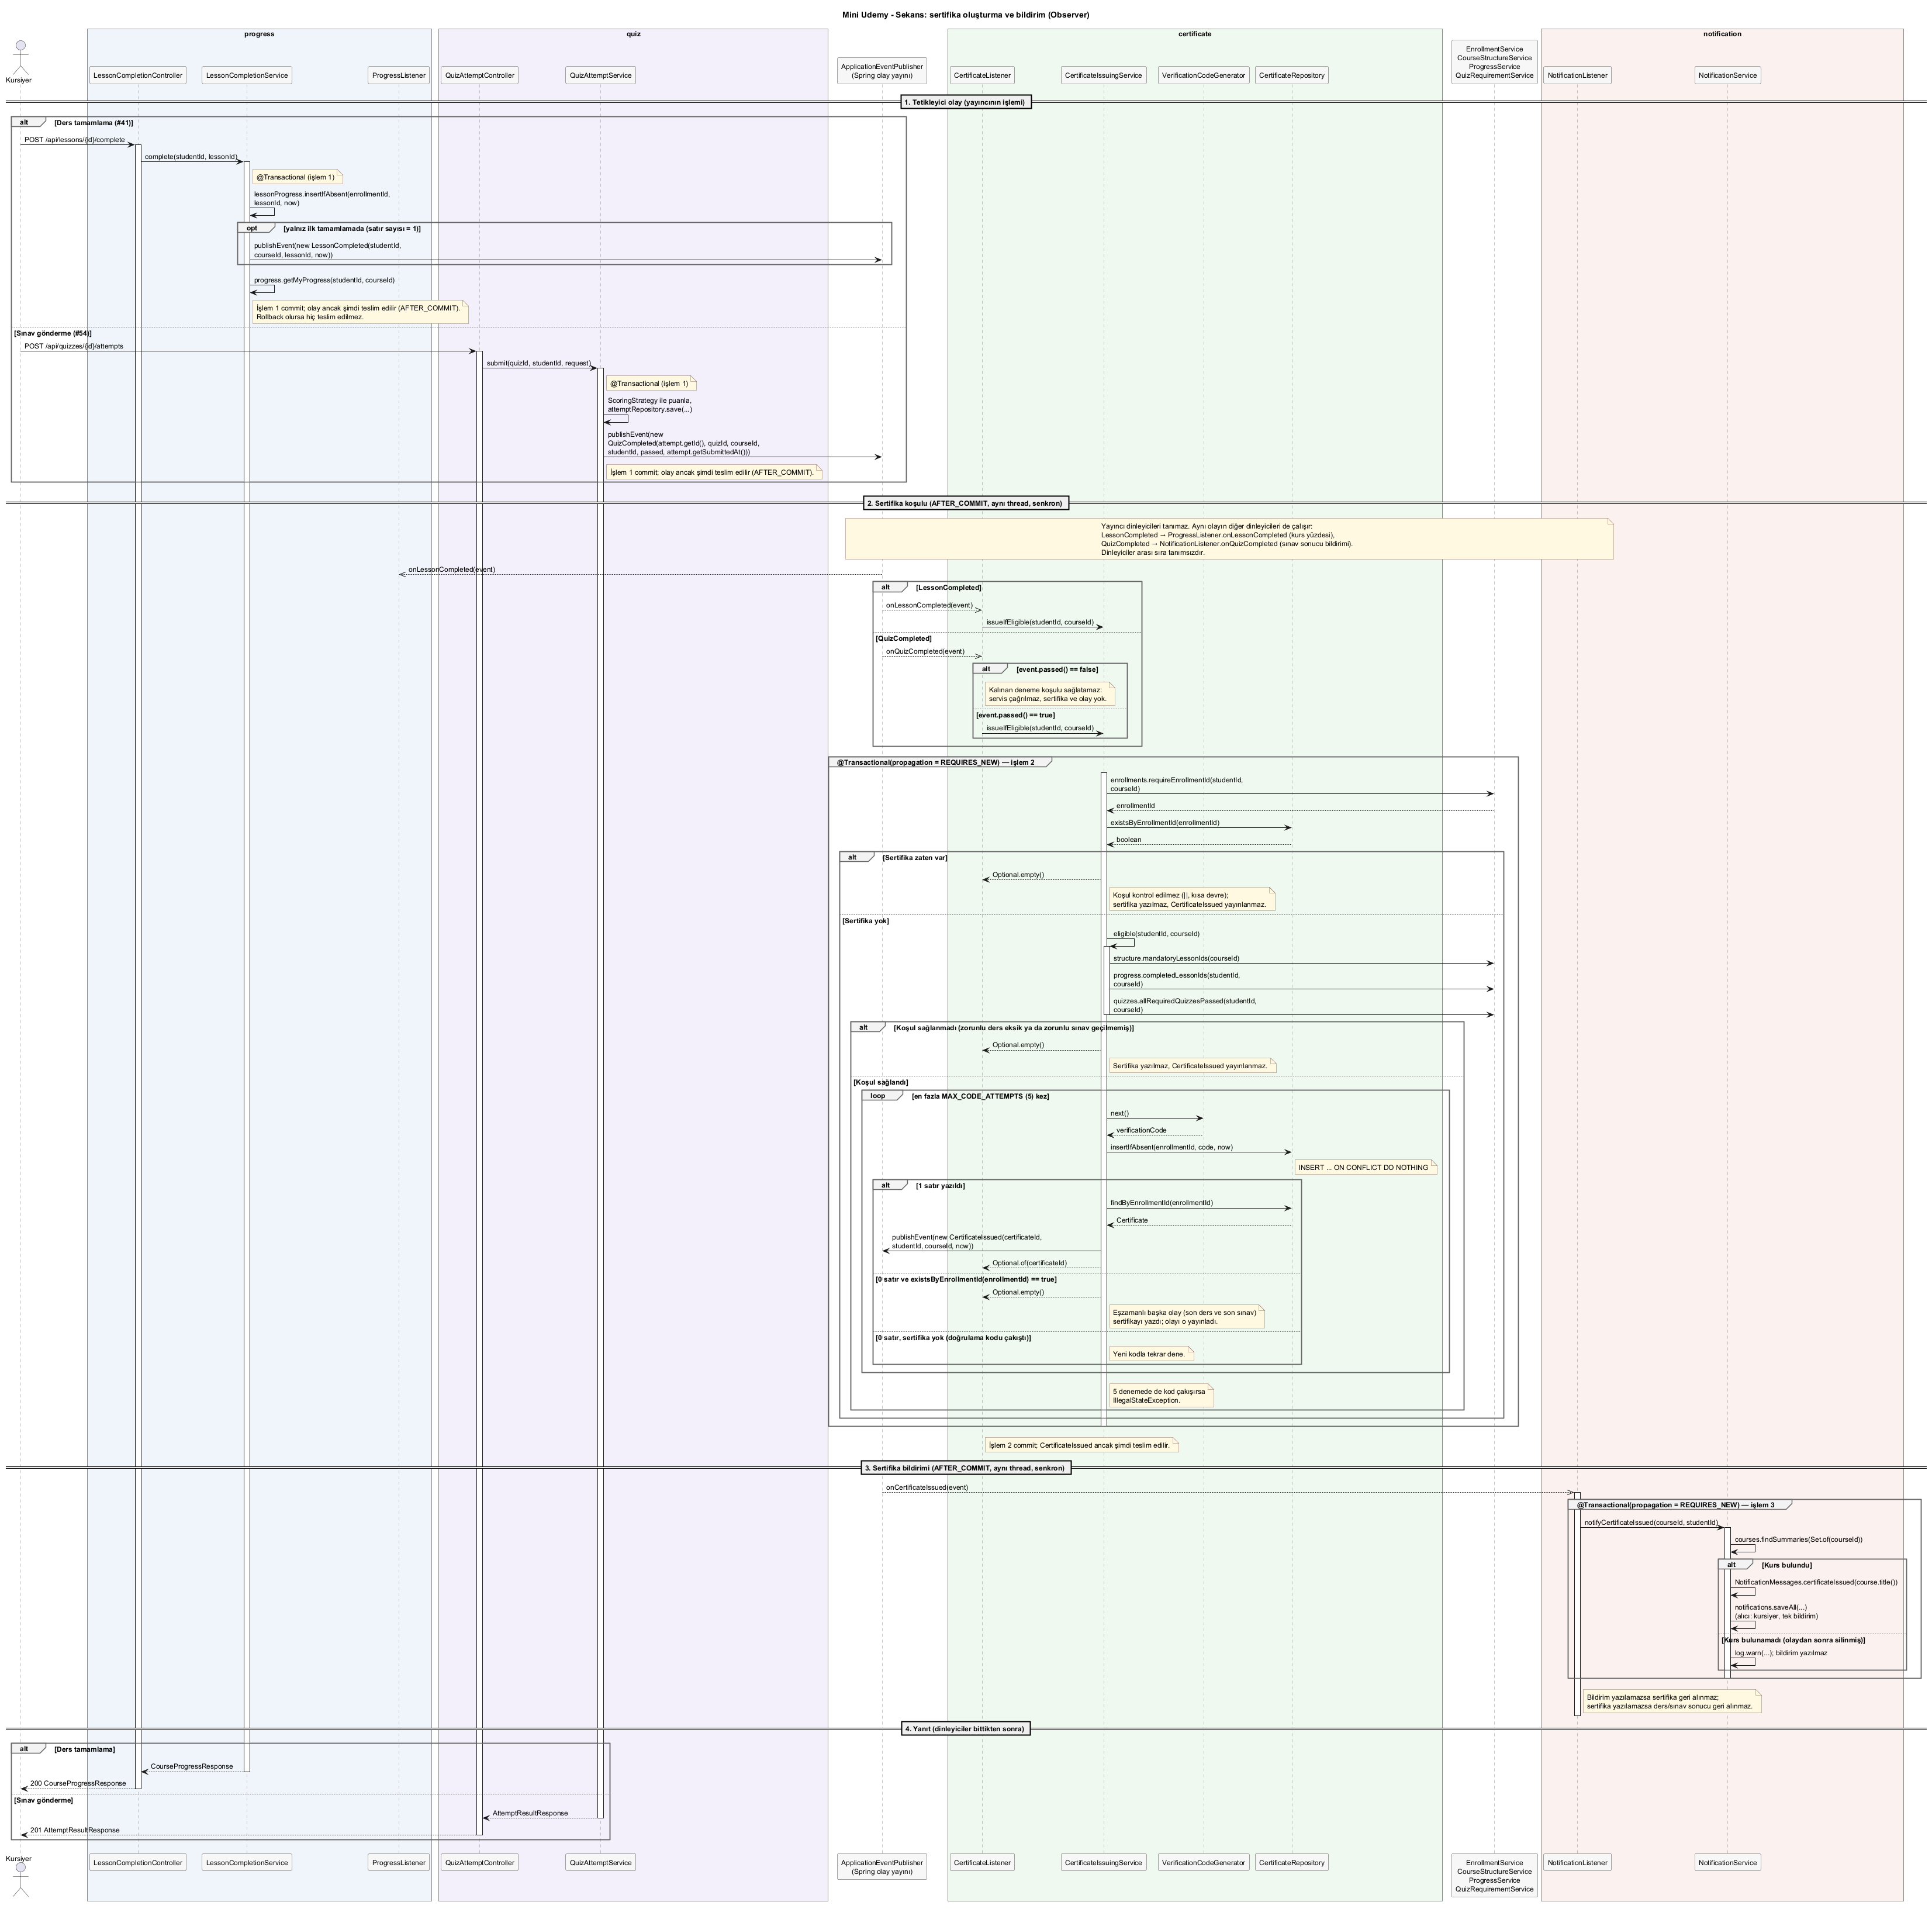 Mini Udemy - Sekans: sertifika oluşturma ve bildirim (Observer)
progress
quiz
certificate
notification
Kursiyer
LessonCompletionController
LessonCompletionService
ProgressListener
QuizAttemptController
QuizAttemptService
ApplicationEventPublisher
(Spring olay yayını)
CertificateListener
CertificateIssuingService
VerificationCodeGenerator
CertificateRepository
EnrollmentService
CourseStructureService
ProgressService
QuizRequirementService
NotificationListener
NotificationService
1. Tetikleyici olay (yayıncının işlemi)
alt [Ders tamamlama (#41)]
POST /api/lessons/{id}/complete
complete(studentId, lessonId)
@Transactional (işlem 1)
lessonProgress.insertIfAbsent(enrollmentId,
lessonId, now)
opt [yalnız ilk tamamlamada (satır sayısı = 1)]
publishEvent(new LessonCompleted(studentId,
courseId, lessonId, now))
progress.getMyProgress(studentId, courseId)
İşlem 1 commit; olay ancak şimdi teslim edilir (AFTER_COMMIT).
Rollback olursa hiç teslim edilmez.
[Sınav gönderme (#54)]
POST /api/quizzes/{id}/attempts
submit(quizId, studentId, request)
@Transactional (işlem 1)
ScoringStrategy ile puanla,
attemptRepository.save(...)
publishEvent(new
QuizCompleted(attempt.getId(), quizId, courseId,
studentId, passed, attempt.getSubmittedAt()))
İşlem 1 commit; olay ancak şimdi teslim edilir (AFTER_COMMIT).
2. Sertifika koşulu (AFTER_COMMIT, aynı thread, senkron)
Yayıncı dinleyicileri tanımaz. Aynı olayın diğer dinleyicileri de çalışır:
LessonCompleted → ProgressListener.onLessonCompleted (kurs yüzdesi),
QuizCompleted → NotificationListener.onQuizCompleted (sınav sonucu bildirimi).
Dinleyiciler arası sıra tanımsızdır.
onLessonCompleted(event)
alt [LessonCompleted]
onLessonCompleted(event)
issueIfEligible(studentId, courseId)
[QuizCompleted]
onQuizCompleted(event)
alt [event.passed() == false]
Kalınan deneme koşulu sağlatamaz:
servis çağrılmaz, sertifika ve olay yok.
[event.passed() == true]
issueIfEligible(studentId, courseId)
@Transactional(propagation = REQUIRES_NEW) — işlem 2
enrollments.requireEnrollmentId(studentId,
courseId)
enrollmentId
existsByEnrollmentId(enrollmentId)
boolean
alt [Sertifika zaten var]
Optional.empty()
Koşul kontrol edilmez (||, kısa devre);
sertifika yazılmaz, CertificateIssued yayınlanmaz.
[Sertifika yok]
eligible(studentId, courseId)
structure.mandatoryLessonIds(courseId)
progress.completedLessonIds(studentId,
courseId)
quizzes.allRequiredQuizzesPassed(studentId,
courseId)
alt [Koşul sağlanmadı (zorunlu ders eksik ya da zorunlu sınav geçilmemiş)]
Optional.empty()
Sertifika yazılmaz, CertificateIssued yayınlanmaz.
[Koşul sağlandı]
loop [en fazla MAX_CODE_ATTEMPTS (5) kez]
next()
verificationCode
insertIfAbsent(enrollmentId, code, now)
INSERT ... ON CONFLICT DO NOTHING
alt [1 satır yazıldı]
findByEnrollmentId(enrollmentId)
Certificate
publishEvent(new CertificateIssued(certificateId,
studentId, courseId, now))
Optional.of(certificateId)
[0 satır ve existsByEnrollmentId(enrollmentId) == true]
Optional.empty()
Eşzamanlı başka olay (son ders ve son sınav)
sertifikayı yazdı; olayı o yayınladı.
[0 satır, sertifika yok (doğrulama kodu çakıştı)]
Yeni kodla tekrar dene.
5 denemede de kod çakışırsa
IllegalStateException.
İşlem 2 commit; CertificateIssued ancak şimdi teslim edilir.
3. Sertifika bildirimi (AFTER_COMMIT, aynı thread, senkron)
onCertificateIssued(event)
@Transactional(propagation = REQUIRES_NEW) — işlem 3
notifyCertificateIssued(courseId, studentId)
courses.findSummaries(Set.of(courseId))
alt [Kurs bulundu]
NotificationMessages.certificateIssued(course.title())
notifications.saveAll(...)
(alıcı: kursiyer, tek bildirim)
[Kurs bulunamadı (olaydan sonra silinmiş)]
log.warn(...); bildirim yazılmaz
Bildirim yazılamazsa sertifika geri alınmaz;
sertifika yazılamazsa ders/sınav sonucu geri alınmaz.
4. Yanıt (dinleyiciler bittikten sonra)
alt [Ders tamamlama]
CourseProgressResponse
200 CourseProgressResponse
[Sınav gönderme]
AttemptResultResponse
201 AttemptResultResponse
Kursiyer
LessonCompletionController
LessonCompletionService
ProgressListener
QuizAttemptController
QuizAttemptService
ApplicationEventPublisher
(Spring olay yayını)
CertificateListener
CertificateIssuingService
VerificationCodeGenerator
CertificateRepository
EnrollmentService
CourseStructureService
ProgressService
QuizRequirementService
NotificationListener
NotificationService